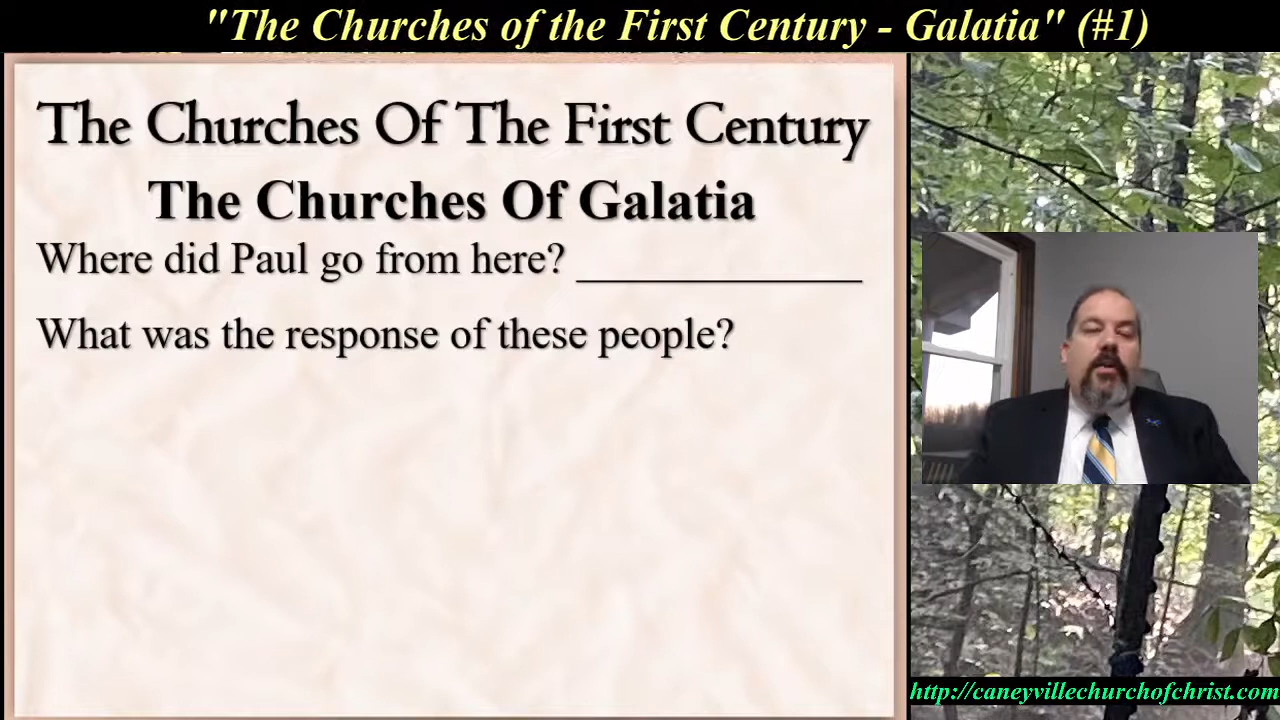 "The Churches of the First Century - Galatia" (#1)
The Churches Of The First Century
The Churches Of Galatia
Where did Paul go from here? _____________
What was the response of these people?
http://caneyvillechurchofchrist.com